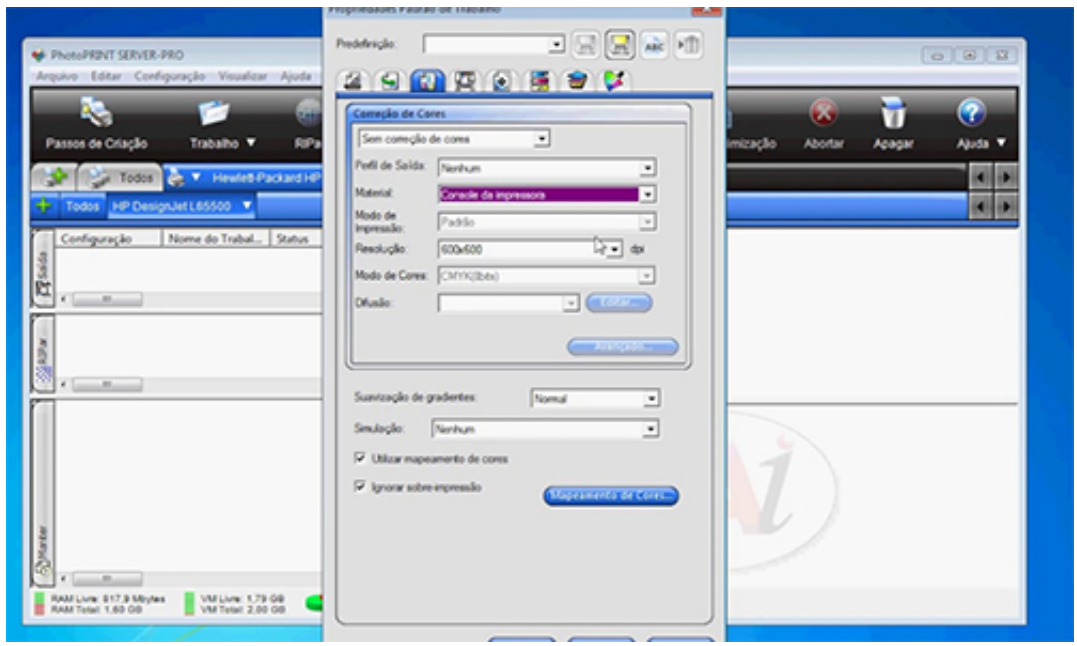 Propriedades Padrão de Trabalho
PhotoPRINT SERVER-PRO
Arquivo Editar Configuração Visualizar Ajuda
Predefinição:
ABC
Passos de Criação
Trabalho
RIPa
imização
Abortar
Apagar
Ajuda
Todos
Hewlett-Packard HP
Todos
HP DesignJet L65500
Configuração
Nome do Trabal...
Status
Saída
RIPar
Manter
Correção de Cores
Sem correção de cores
Perfil de Saída: Nenhum
Material: Console da impressora
Modo de Impressão: Padrão
Resolução: 600x600 dpi
Modo de Cores:
Difusão:
Editar...
Avançado...
Suavização de gradientes: Normal
Simulação: Nenhum
Utilizar mapeamento de cores
Ignorar sobre-impressão
Mapeamento de Cores...
RAM Livre: 817,9 Mbytes
RAM Total: 1,60 GB
VM Livre: 1,79 GB
VM Total: 2,00 GB